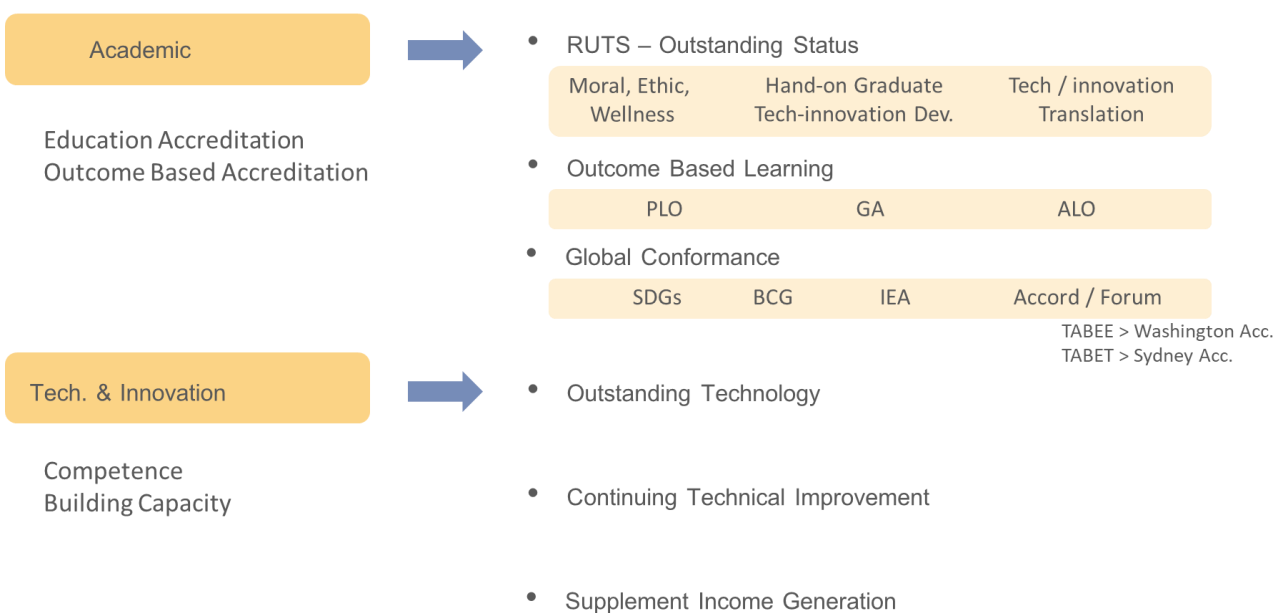 Academic
Education Accreditation
Outcome Based Accreditation
• RUTS – Outstanding Status
Moral, Ethic, Wellness
Hand-on Graduate Tech-innovation Dev.
Tech / innovation Translation
• Outcome Based Learning
PLO GA ALO
• Global Conformance
SDGs BCG IEA Accord / Forum
TABEE > Washington Acc.
TABET > Sydney Acc.
Tech. & Innovation
Competence
Building Capacity
• Outstanding Technology
• Continuing Technical Improvement
• Supplement Income Generation